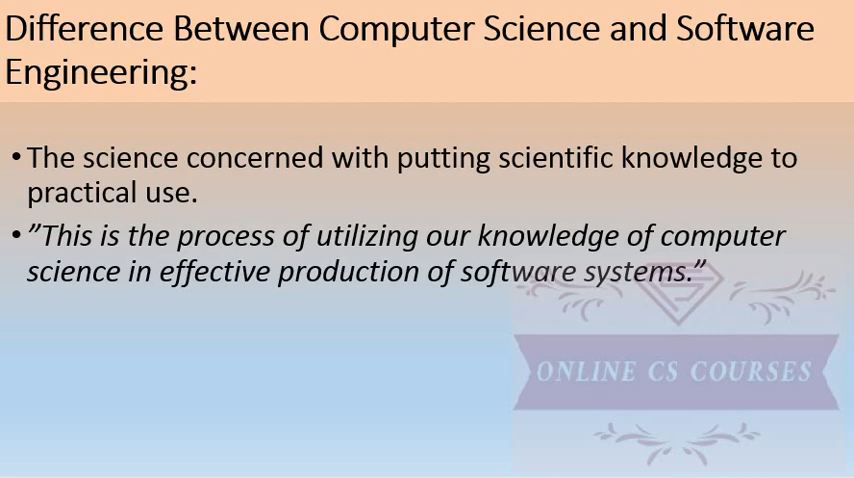 Difference Between Computer Science and Software
Engineering:
• The science concerned with putting scientific knowledge to
practical use.
• ”This is the process of utilizing our knowledge of computer
science in effective production of software systems.”
ONLINE CS COURSES